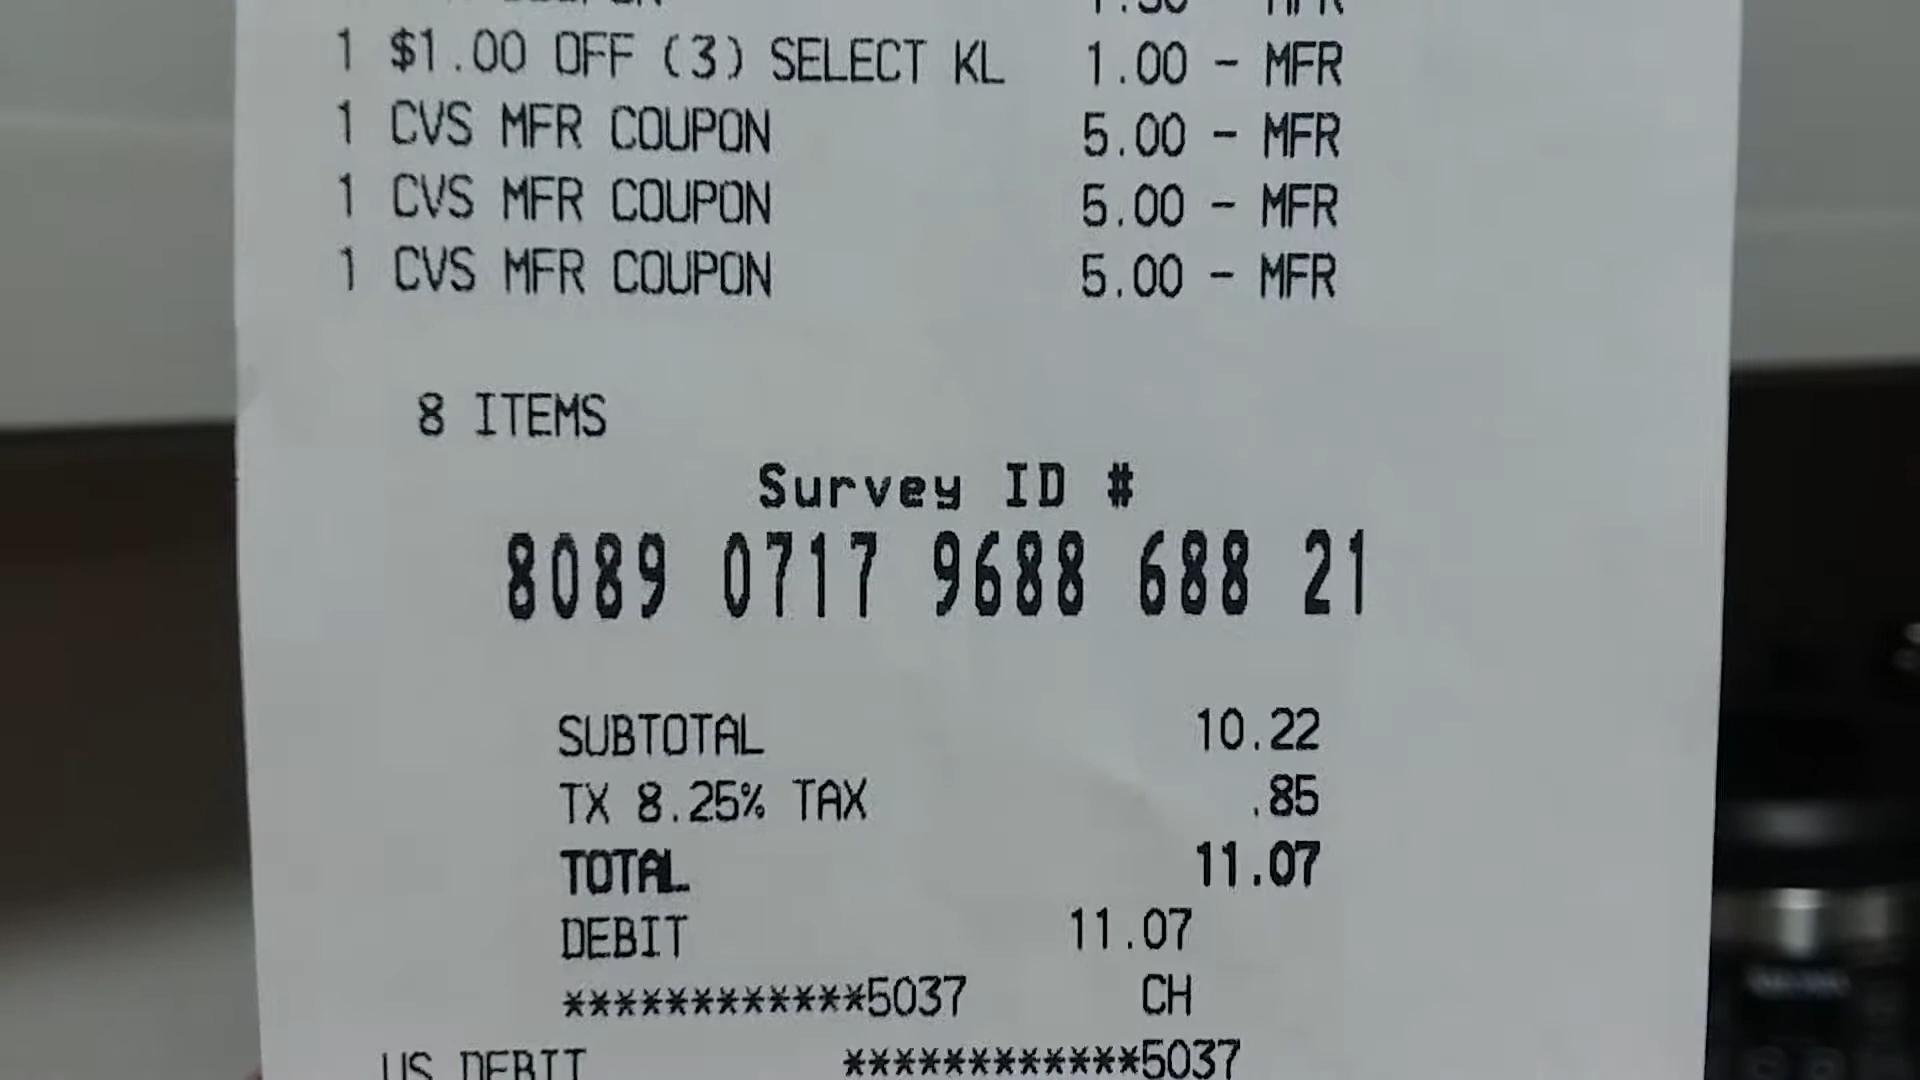 1 $1.00 OFF (3) SELECT KL 1.00 - MFR
1 CVS MFR COUPON 5.00 - MFR
1 CVS MFR COUPON 5.00 - MFR
1 CVS MFR COUPON 5.00 - MFR
8 ITEMS
Survey ID #
8089 0717 9688 688 21
SUBTOTAL 10.22
TX 8.25% TAX .85
TOTAL 11.07
DEBIT 11.07
************5037 CH
US DEBIT ************5037